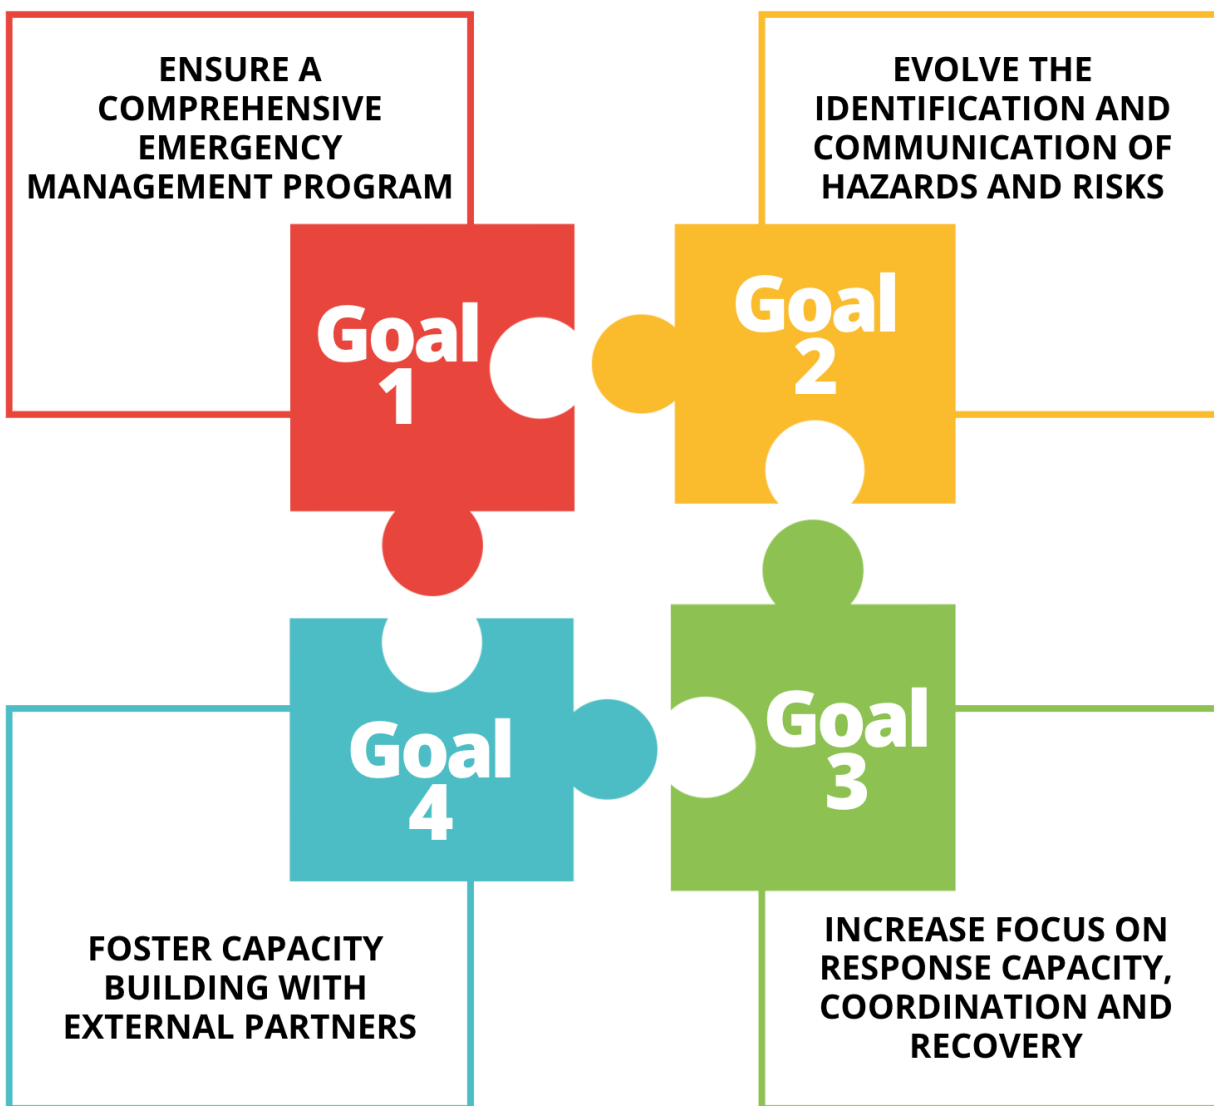 ENSURE A
COMPREHENSIVE
EMERGENCY
MANAGEMENT PROGRAM
Goal
1
EVOLVE THE
IDENTIFICATION AND
COMMUNICATION OF
HAZARDS AND RISKS
Goal
2
Goal
3
INCREASE FOCUS ON
RESPONSE CAPACITY,
COORDINATION AND
RECOVERY
Goal
4
FOSTER CAPACITY
BUILDING WITH
EXTERNAL PARTNERS